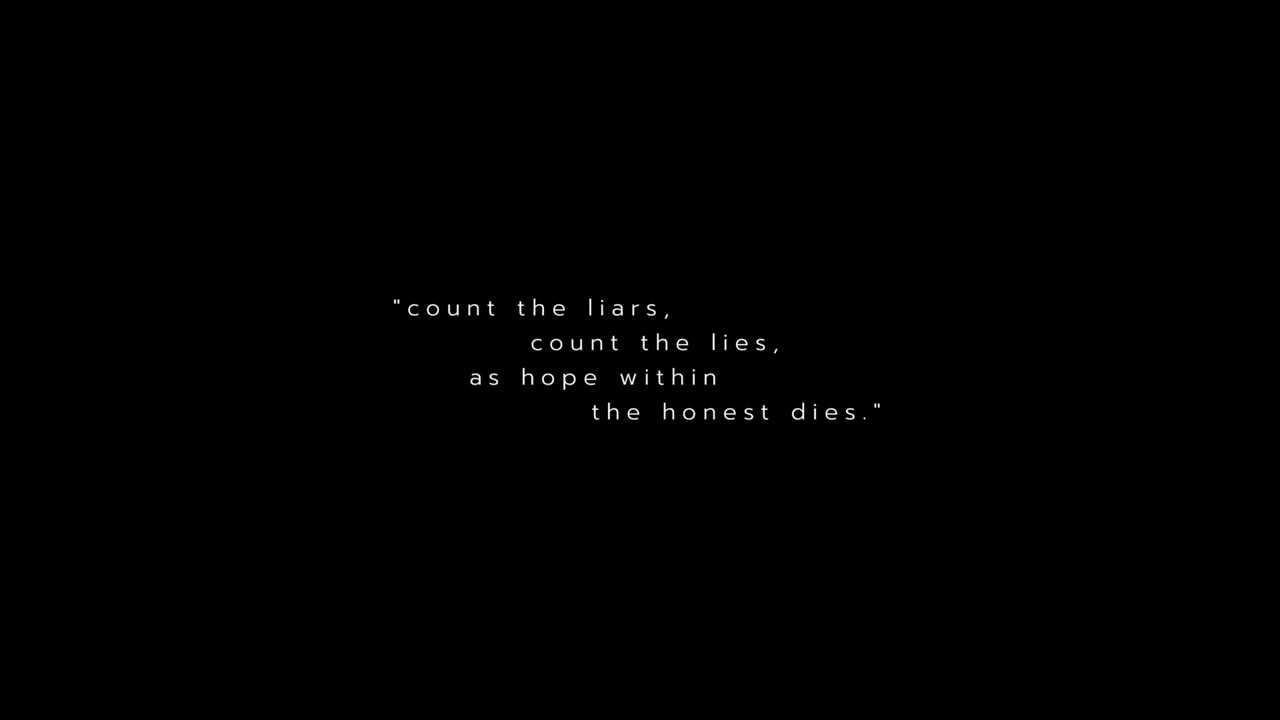 "count the liars,
count the lies,
as hope within
the honest dies."